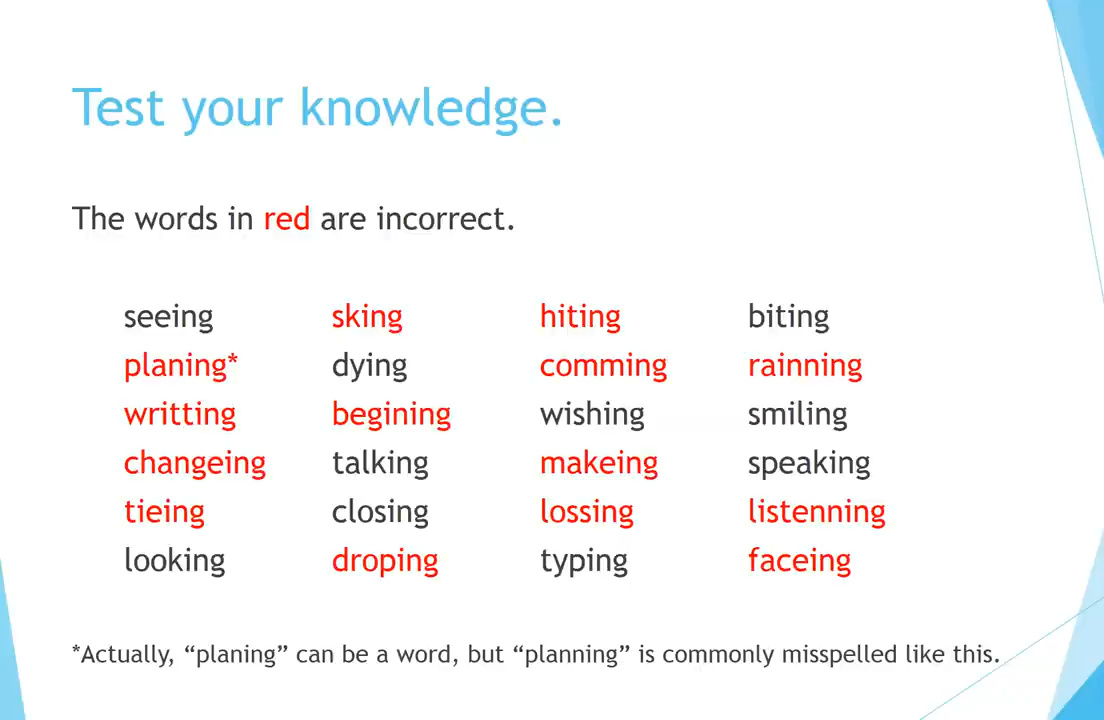 Test your knowledge.
The words in red are incorrect.
seeing sking hiting biting
planing* dying comming rainning
writting begining wishing smiling
changeing talking makeing speaking
tieing closing lossing listenning
looking droping typing faceing
*Actually, “planing” can be a word, but “planning” is commonly misspelled like this.